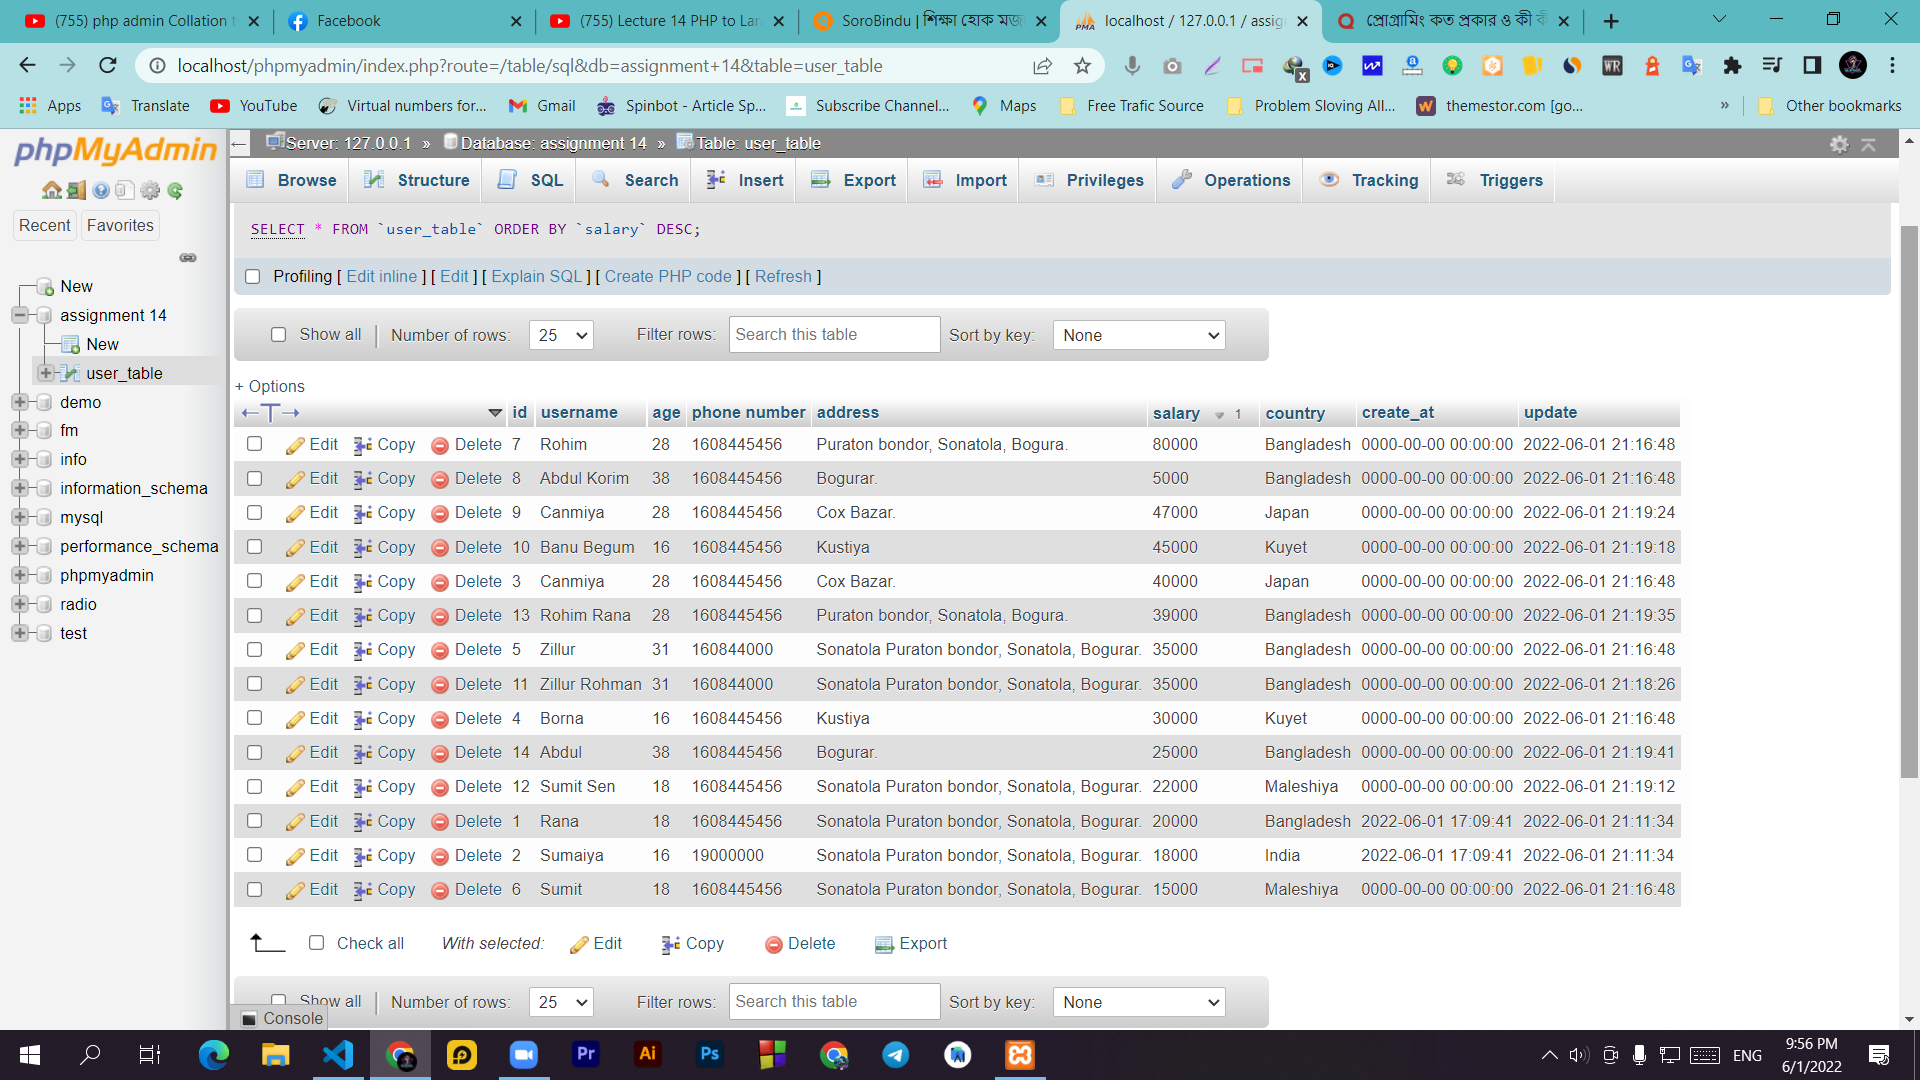 (755) php admin Collation t
Facebook
(755) Lecture 14 PHP to Lar
SoroBindu | শিক্ষা হোক মজা
localhost / 127.0.0.1 / assig
প্রোগ্রামিং কত প্রকার ও কী কী
localhost/phpmyadmin/index.php?route=/table/sql&db=assignment+14&table=user_table
Apps Translate YouTube Virtual numbers for... Gmail Spinbot - Article Sp... Subscribe Channel... Maps Free Trafic Source Problem Sloving All... themestor.com [go... » Other bookmarks
phpMyAdmin
Recent Favorites
New
assignment 14
New
user_table
demo
fm
info
information_schema
mysql
performance_schema
phpmyadmin
radio
test
Server: 127.0.0.1 » Database: assignment 14 » Table: user_table
Browse Structure SQL Search Insert Export Import Privileges Operations Tracking Triggers
SELECT * FROM `user_table` ORDER BY `salary` DESC;
Profiling [ Edit inline ] [ Edit ] [ Explain SQL ] [ Create PHP code ] [ Refresh ]
Show all Number of rows: 25 Filter rows: Search this table Sort by key: None
+ Options
←T→ id username age phone number address salary 1 country create_at update
Edit Copy Delete 7 Rohim 28 1608445456 Puraton bondor, Sonatola, Bogura. 80000 Bangladesh 0000-00-00 00:00:00 2022-06-01 21:16:48
Edit Copy Delete 8 Abdul Korim 38 1608445456 Bogurar. 5000 Bangladesh 0000-00-00 00:00:00 2022-06-01 21:16:48
Edit Copy Delete 9 Canmiya 28 1608445456 Cox Bazar. 47000 Japan 0000-00-00 00:00:00 2022-06-01 21:19:24
Edit Copy Delete 10 Banu Begum 16 1608445456 Kustiya 45000 Kuyet 0000-00-00 00:00:00 2022-06-01 21:19:18
Edit Copy Delete 3 Canmiya 28 1608445456 Cox Bazar. 40000 Japan 0000-00-00 00:00:00 2022-06-01 21:16:48
Edit Copy Delete 13 Rohim Rana 28 1608445456 Puraton bondor, Sonatola, Bogura. 39000 Bangladesh 0000-00-00 00:00:00 2022-06-01 21:19:35
Edit Copy Delete 5 Zillur 31 160844000 Sonatola Puraton bondor, Sonatola, Bogurar. 35000 Bangladesh 0000-00-00 00:00:00 2022-06-01 21:16:48
Edit Copy Delete 11 Zillur Rohman 31 160844000 Sonatola Puraton bondor, Sonatola, Bogurar. 35000 Bangladesh 0000-00-00 00:00:00 2022-06-01 21:18:26
Edit Copy Delete 4 Borna 16 1608445456 Kustiya 30000 Kuyet 0000-00-00 00:00:00 2022-06-01 21:16:48
Edit Copy Delete 14 Abdul 38 1608445456 Bogurar. 25000 Bangladesh 0000-00-00 00:00:00 2022-06-01 21:19:41
Edit Copy Delete 12 Sumit Sen 18 1608445456 Sonatola Puraton bondor, Sonatola, Bogurar. 22000 Maleshiya 0000-00-00 00:00:00 2022-06-01 21:19:12
Edit Copy Delete 1 Rana 18 1608445456 Sonatola Puraton bondor, Sonatola, Bogurar. 20000 Bangladesh 2022-06-01 17:09:41 2022-06-01 21:11:34
Edit Copy Delete 2 Sumaiya 16 19000000 Sonatola Puraton bondor, Sonatola, Bogurar. 18000 India 2022-06-01 17:09:41 2022-06-01 21:11:34
Edit Copy Delete 6 Sumit 18 1608445456 Sonatola Puraton bondor, Sonatola, Bogurar. 15000 Maleshiya 0000-00-00 00:00:00 2022-06-01 21:16:48
Check all With selected: Edit Copy Delete Export
Show all Number of rows: 25 Filter rows: Search this table Sort by key: None
Console
Pr Ai Ps ENG 9:56 PM
6/1/2022